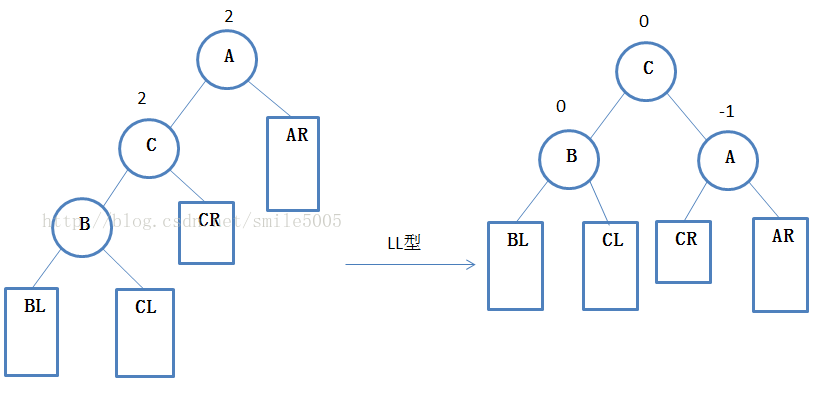 2
A
2
C
AR
B
CR
BL
CL
http://blog.csdn.net/smile5005
LL型
0
C
0
B
-1
A
BL
CL
CR
AR